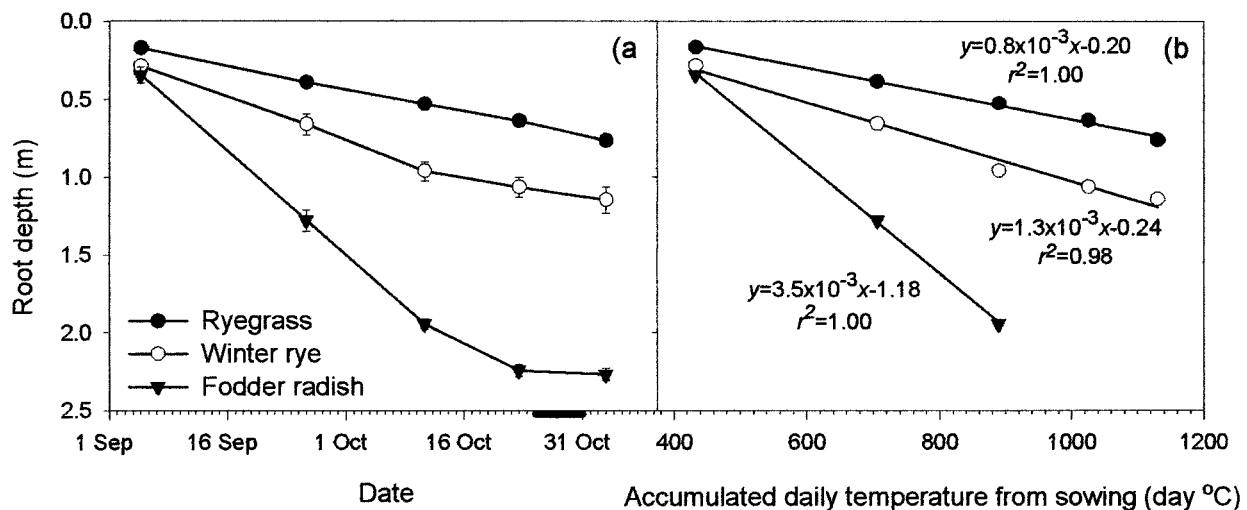 0.0
0.5
1.0
1.5
2.0
2.5
Root depth (m)
(a
Ryegrass
Winter rye
Fodder radish
1 Sep 16 Sep 1 Oct 16 Oct 31 Oct
Date
(b)
y=0.8x10⁻³x-0.20
r²=1.00
y=1.3x10⁻³x-0.24
r²=0.98
y=3.5x10⁻³x-1.18
r²=1.00
400 600 800 1000 1200
Accumulated daily temperature from sowing (day °C)